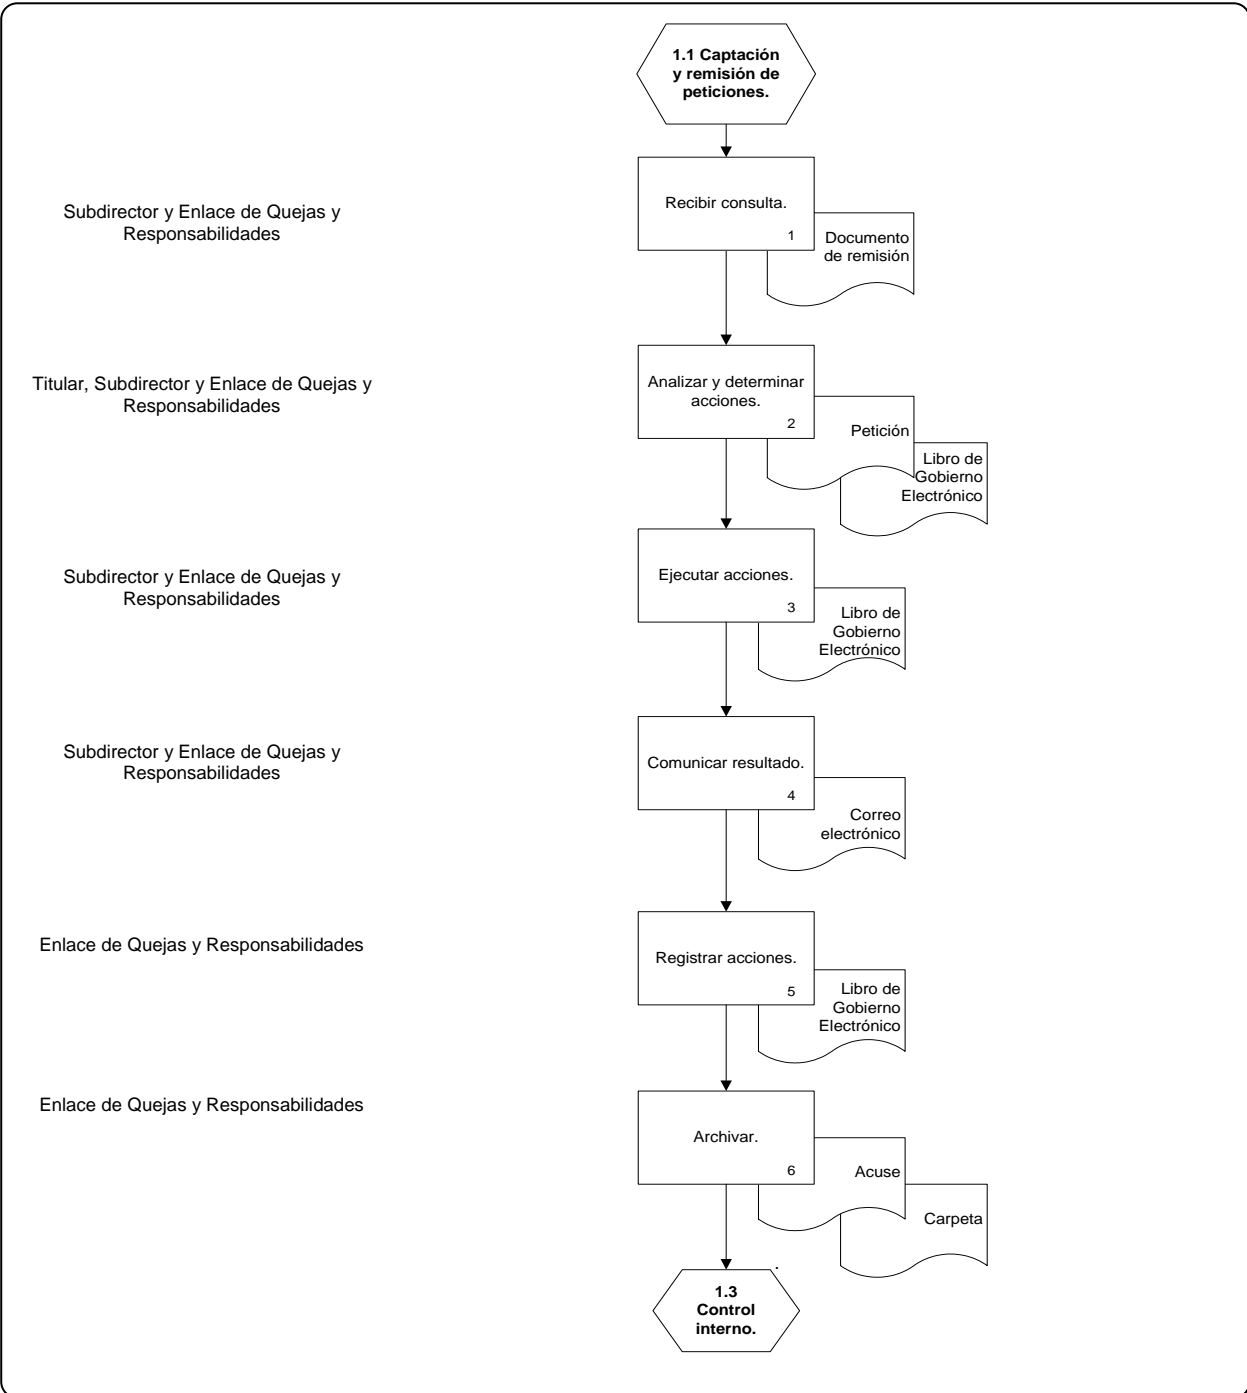 1.1 Captación
y remisión de
peticiones.
Subdirector y Enlace de Quejas y
Responsabilidades
Recibir consulta.
1
Documento
de remisión
Titular, Subdirector y Enlace de Quejas y
Responsabilidades
Analizar y determinar
acciones.
2
Petición
Libro de
Gobierno
Electrónico
Subdirector y Enlace de Quejas y
Responsabilidades
Ejecutar acciones.
3
Libro de
Gobierno
Electrónico
Subdirector y Enlace de Quejas y
Responsabilidades
Comunicar resultado.
4
Correo
electrónico
Enlace de Quejas y Responsabilidades
Registrar acciones.
5
Libro de
Gobierno
Electrónico
Enlace de Quejas y Responsabilidades
Archivar.
6
Acuse
Carpeta
.
1.3
Control
interno.